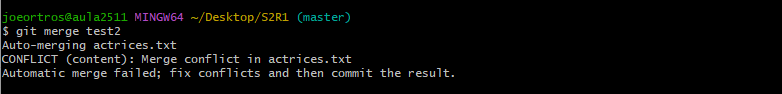 joeortros@aula2511 MINGW64 ~/Desktop/S2R1 (master)
$ git merge test2
Auto-merging actrices.txt
CONFLICT (content): Merge conflict in actrices.txt
Automatic merge failed; fix conflicts and then commit the result.